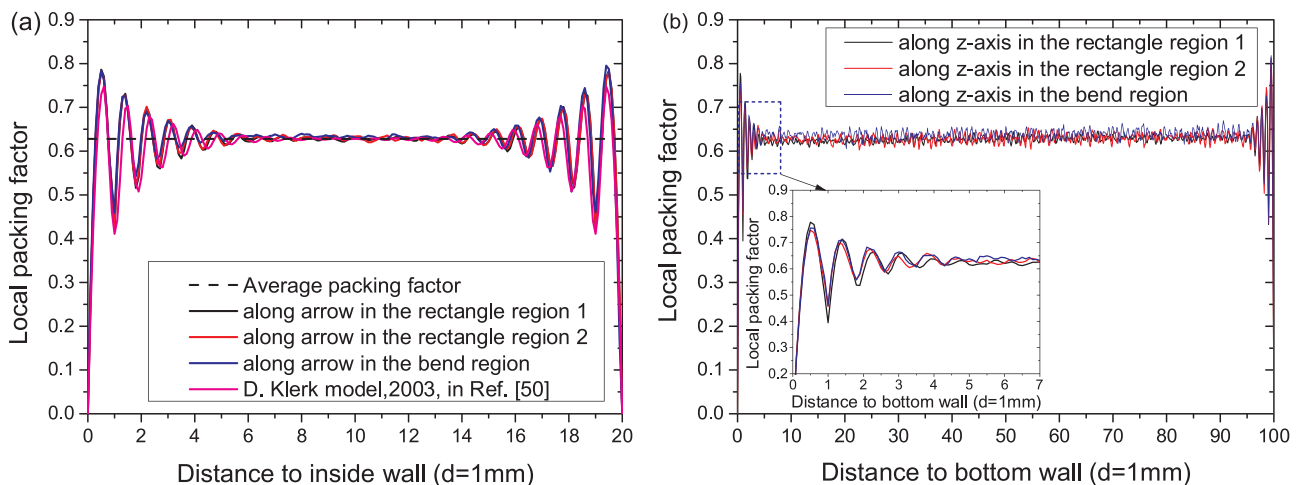 (a)
0.9
0.8
0.7
0.6
0.5
0.4
0.3
0.2
0.1
0.0
Local packing factor
Average packing factor
along arrow in the rectangle region 1
along arrow in the rectangle region 2
along arrow in the bend region
D. Klerk model,2003, in Ref. [50]
0 2 4 6 8 10 12 14 16 18 20
Distance to inside wall (d=1mm)
(b)
0.9
0.8
0.7
0.6
0.5
0.4
0.3
0.2
0.1
0.0
Local packing factor
along z-axis in the rectangle region 1
along z-axis in the rectangle region 2
along z-axis in the bend region
0.9
0.8
0.7
0.6
0.5
0.4
0.3
0.2
Local packing factor
0 1 2 3 4 5 6 7
Distance to bottom wall (d=1mm)
0 10 20 30 40 50 60 70 80 90 100
Distance to bottom wall (d=1mm)